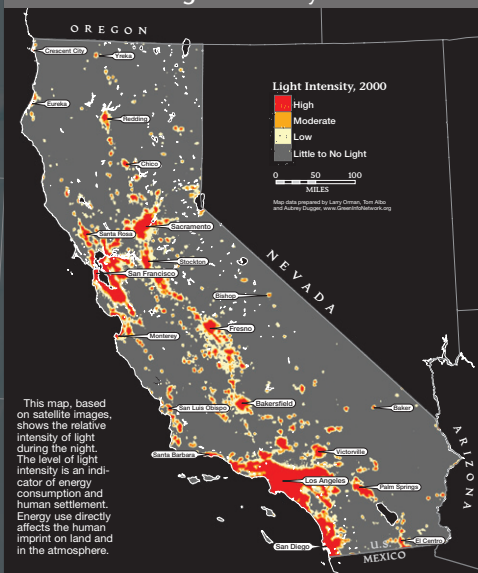 OREGON
Crescent City
Yreka
Eureka
Redding
Chico
Light Intensity, 2000
High
Moderate
Low
Little to No Light
0 50 100
MILES
Map data prepared by Larry Orman, Tom Albo
and Aubrey Dugger, www.GreenInfoNetwork.org
Sacramento
Santa Rosa
Stockton
San Francisco
NEVADA
Bishop
Fresno
Monterey
Bakersfield
San Luis Obispo
Baker
Santa Barbara
Victorville
Los Angeles
Palm Springs
ARIZONA
San Diego
El Centro
U.S.
MEXICO
This map, based
on satellite images,
shows the relative
intensity of light
during the night.
The level of light
intensity is an indi-
cator of energy
consumption and
human settlement.
Energy use directly
affects the human
imprint on land and
in the atmosphere.